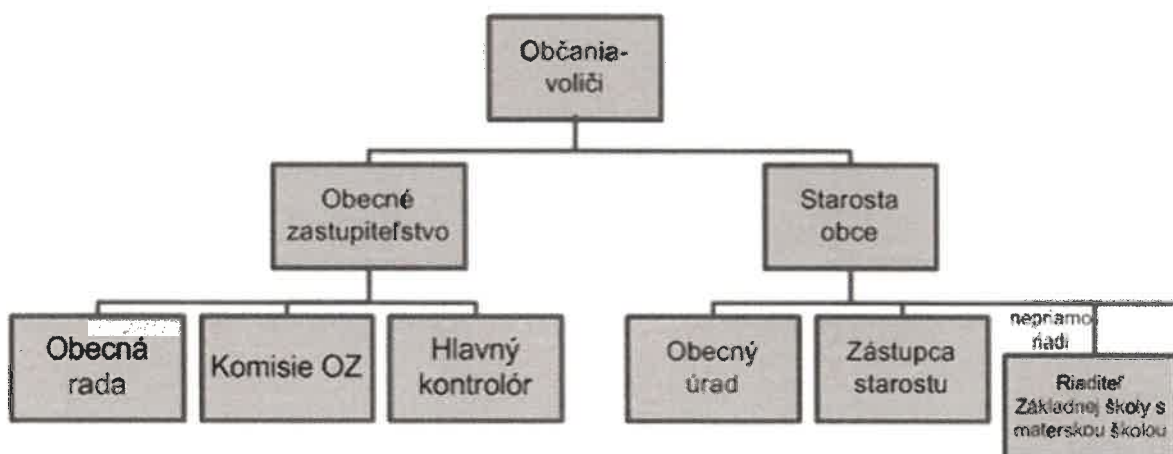 Občania-
voliči
Obecné
zastupiteľstvo
Starosta
obce
Obecná
rada
Komisie OZ
Hlavný
kontrolór
Obecný
úrad
Zástupca
starostu
nepriamo
riadi
Riaditeľ
Základnej školy s
materskou školou